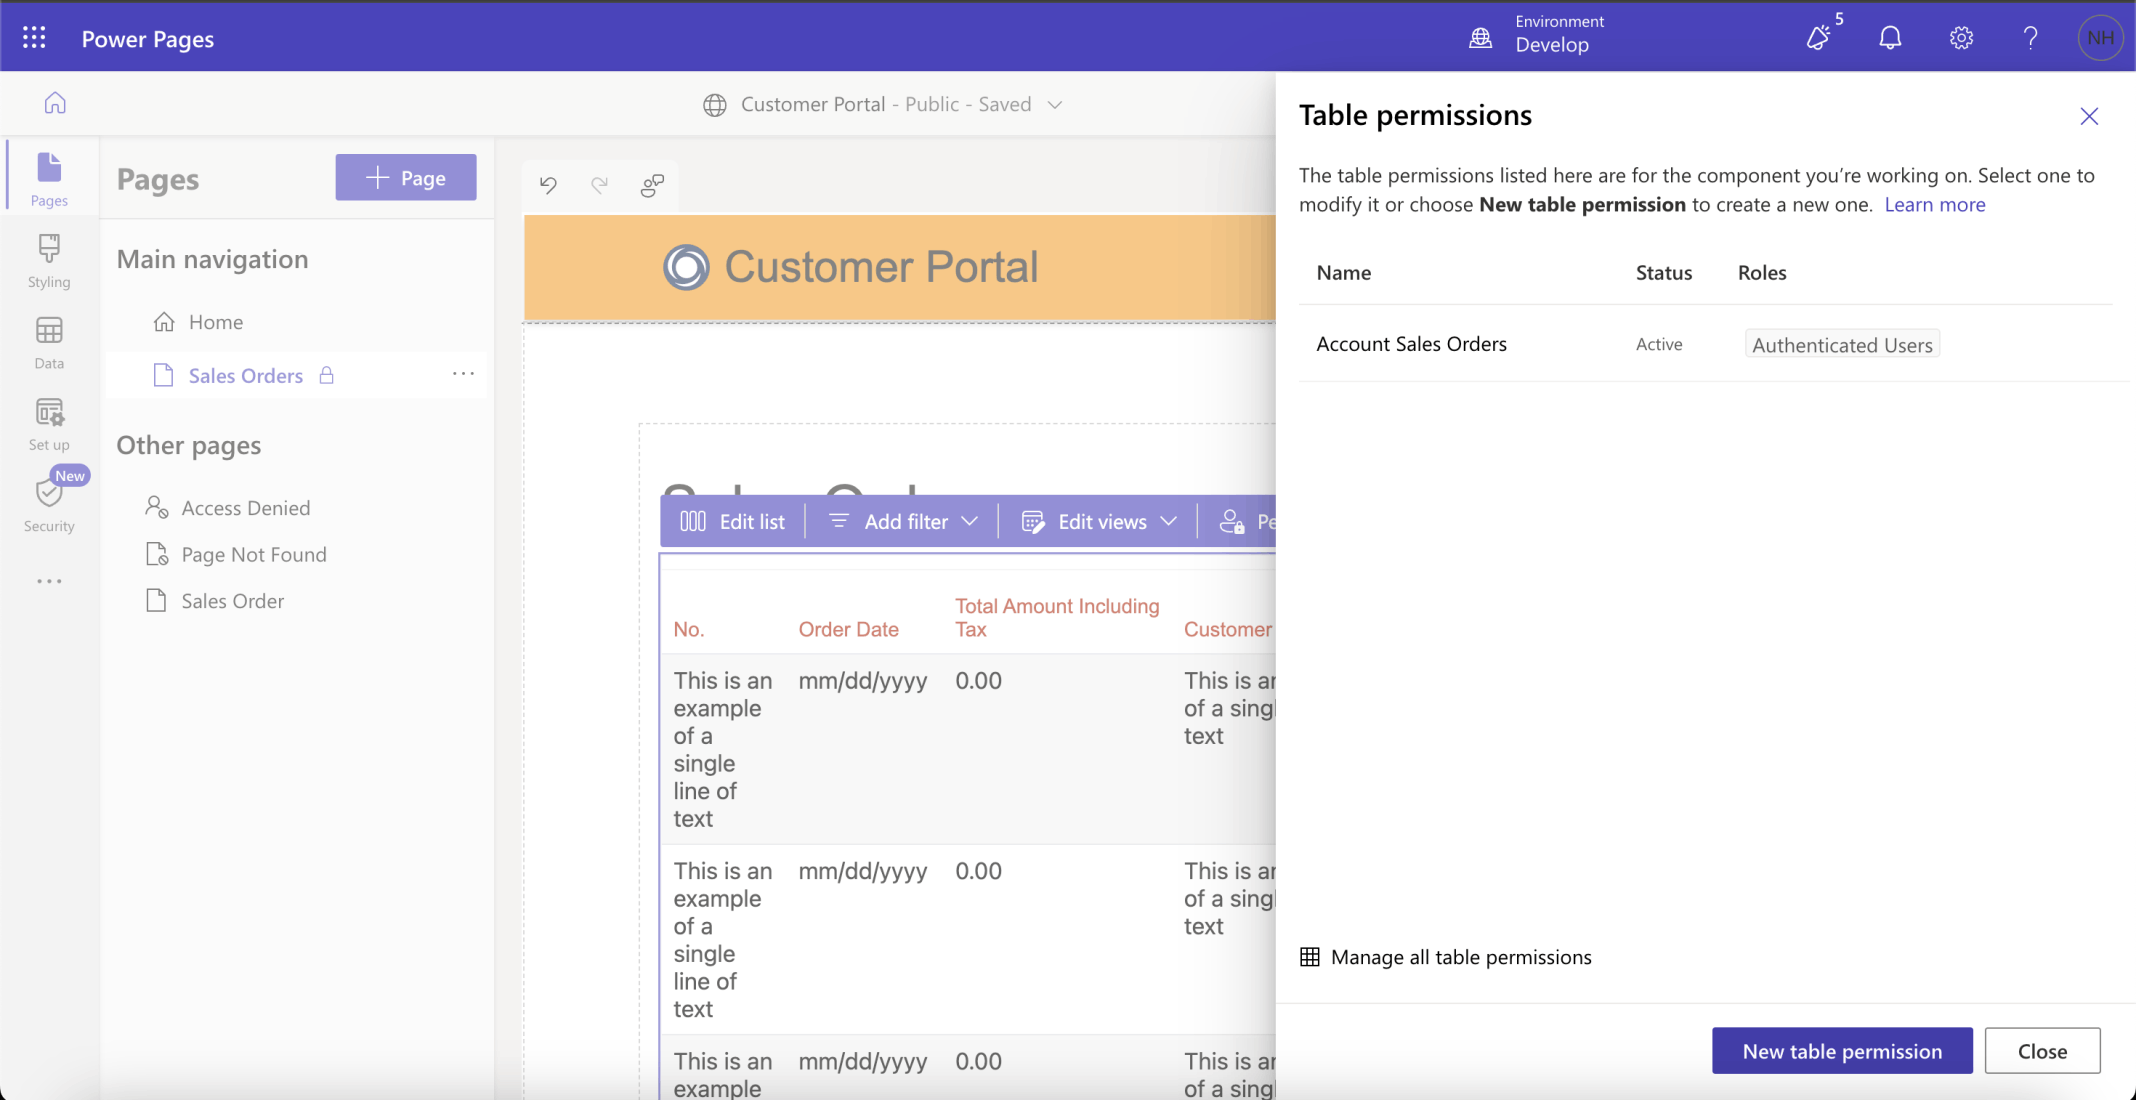 Power Pages
Environment
Develop
5
NH
Customer Portal - Public - Saved
Pages
Styling
Data
Set up
New
Security
Pages
Page
Main navigation
Home
Sales Orders
Other pages
Access Denied
Page Not Found
Sales Order
Customer Portal
Edit list
Add filter
Edit views
No.
Order Date
Total Amount Including
Tax
Customer
This is an
example
of a
single
line of
text
mm/dd/yyyy
0.00
This is
of a
text
This is an
example
of a
single
line of
text
mm/dd/yyyy
0.00
This is
of a
text
This is an
example
mm/dd/yyyy
0.00
This is
of a
Table permissions
The table permissions listed here are for the component you’re working on. Select one to
modify it or choose New table permission to create a new one. Learn more
Name
Status
Roles
Account Sales Orders
Active
Authenticated Users
Manage all table permissions
New table permission
Close